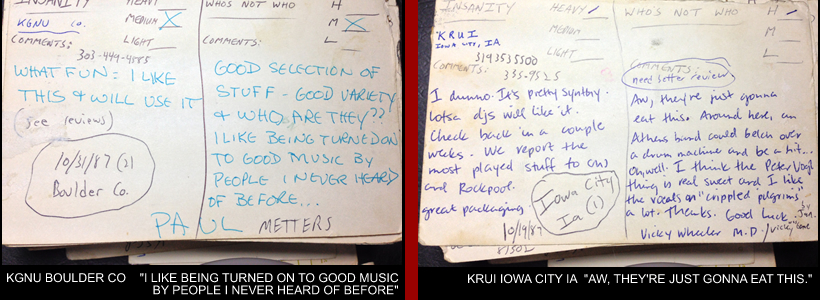 INSANITY
HEAVY
WHO'S NOT WHO
H
KGNU CO.
MEDIUM X
M X
COMMENTS:
LIGHT
COMMENTS:
L
303-449-4885
WHAT FUN = I LIKE
THIS & WILL USE IT
(see reviews)
10/31/87 (2)
Boulder Co.
GOOD SELECTION OF
STUFF - GOOD VARIETY
& WHO ARE THEY??
I LIKE BEING TURNED ON
TO GOOD MUSIC BY
PEOPLE I NEVER HEARD
OF BEFORE...
PAUL METTERS
INSANITY
HEAVY
WHO'S NOT WHO
H
KRUI
IOWA CITY, IA
MEDIUM
M
3193535500
LIGHT
L
COMMENTS:
335-9525
COMMENTS:
need better review
I dunno. It's pretty synthy.
Lotsa djs will like it.
Check back in a couple
weeks. We report the
most played stuff to CMJ
and Rockpool.
great packaging.
Iowa City
Ia (1)
10/19/87
Aw, they're just gonna
eat this. Around here, an
Athens band could belch over
a drum machine and be a hit...
Oh well! I think the Peter Vogl
thing is real sweet and I like
the vocals on "crippled pilgrims"
a lot. Thanks. Good luck.
Vicky Wheeler M.D.
KGNU BOULDER CO "I LIKE BEING TURNED ON TO GOOD MUSIC
BY PEOPLE I NEVER HEARD OF BEFORE"
KRUI IOWA CITY IA "AW, THEY'RE JUST GONNA EAT THIS."